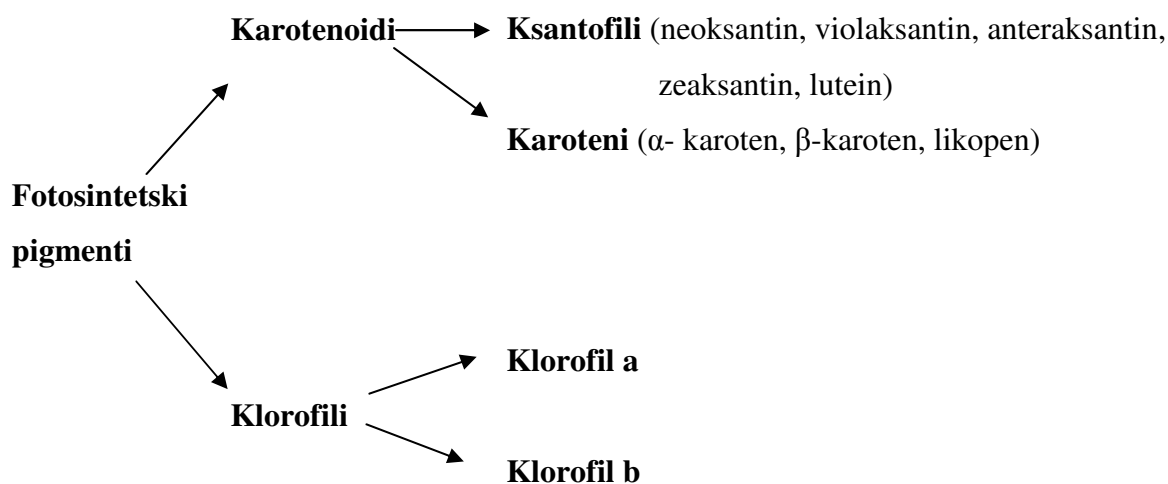 Karotenoidi
Ksantofili (neoksantin, violaksantin, anteraksantin,
zeaksantin, lutein)
Karoteni (α- karoten, β-karoten, likopen)
Fotosintetski
pigmenti
Klorofil a
Klorofili
Klorofil b